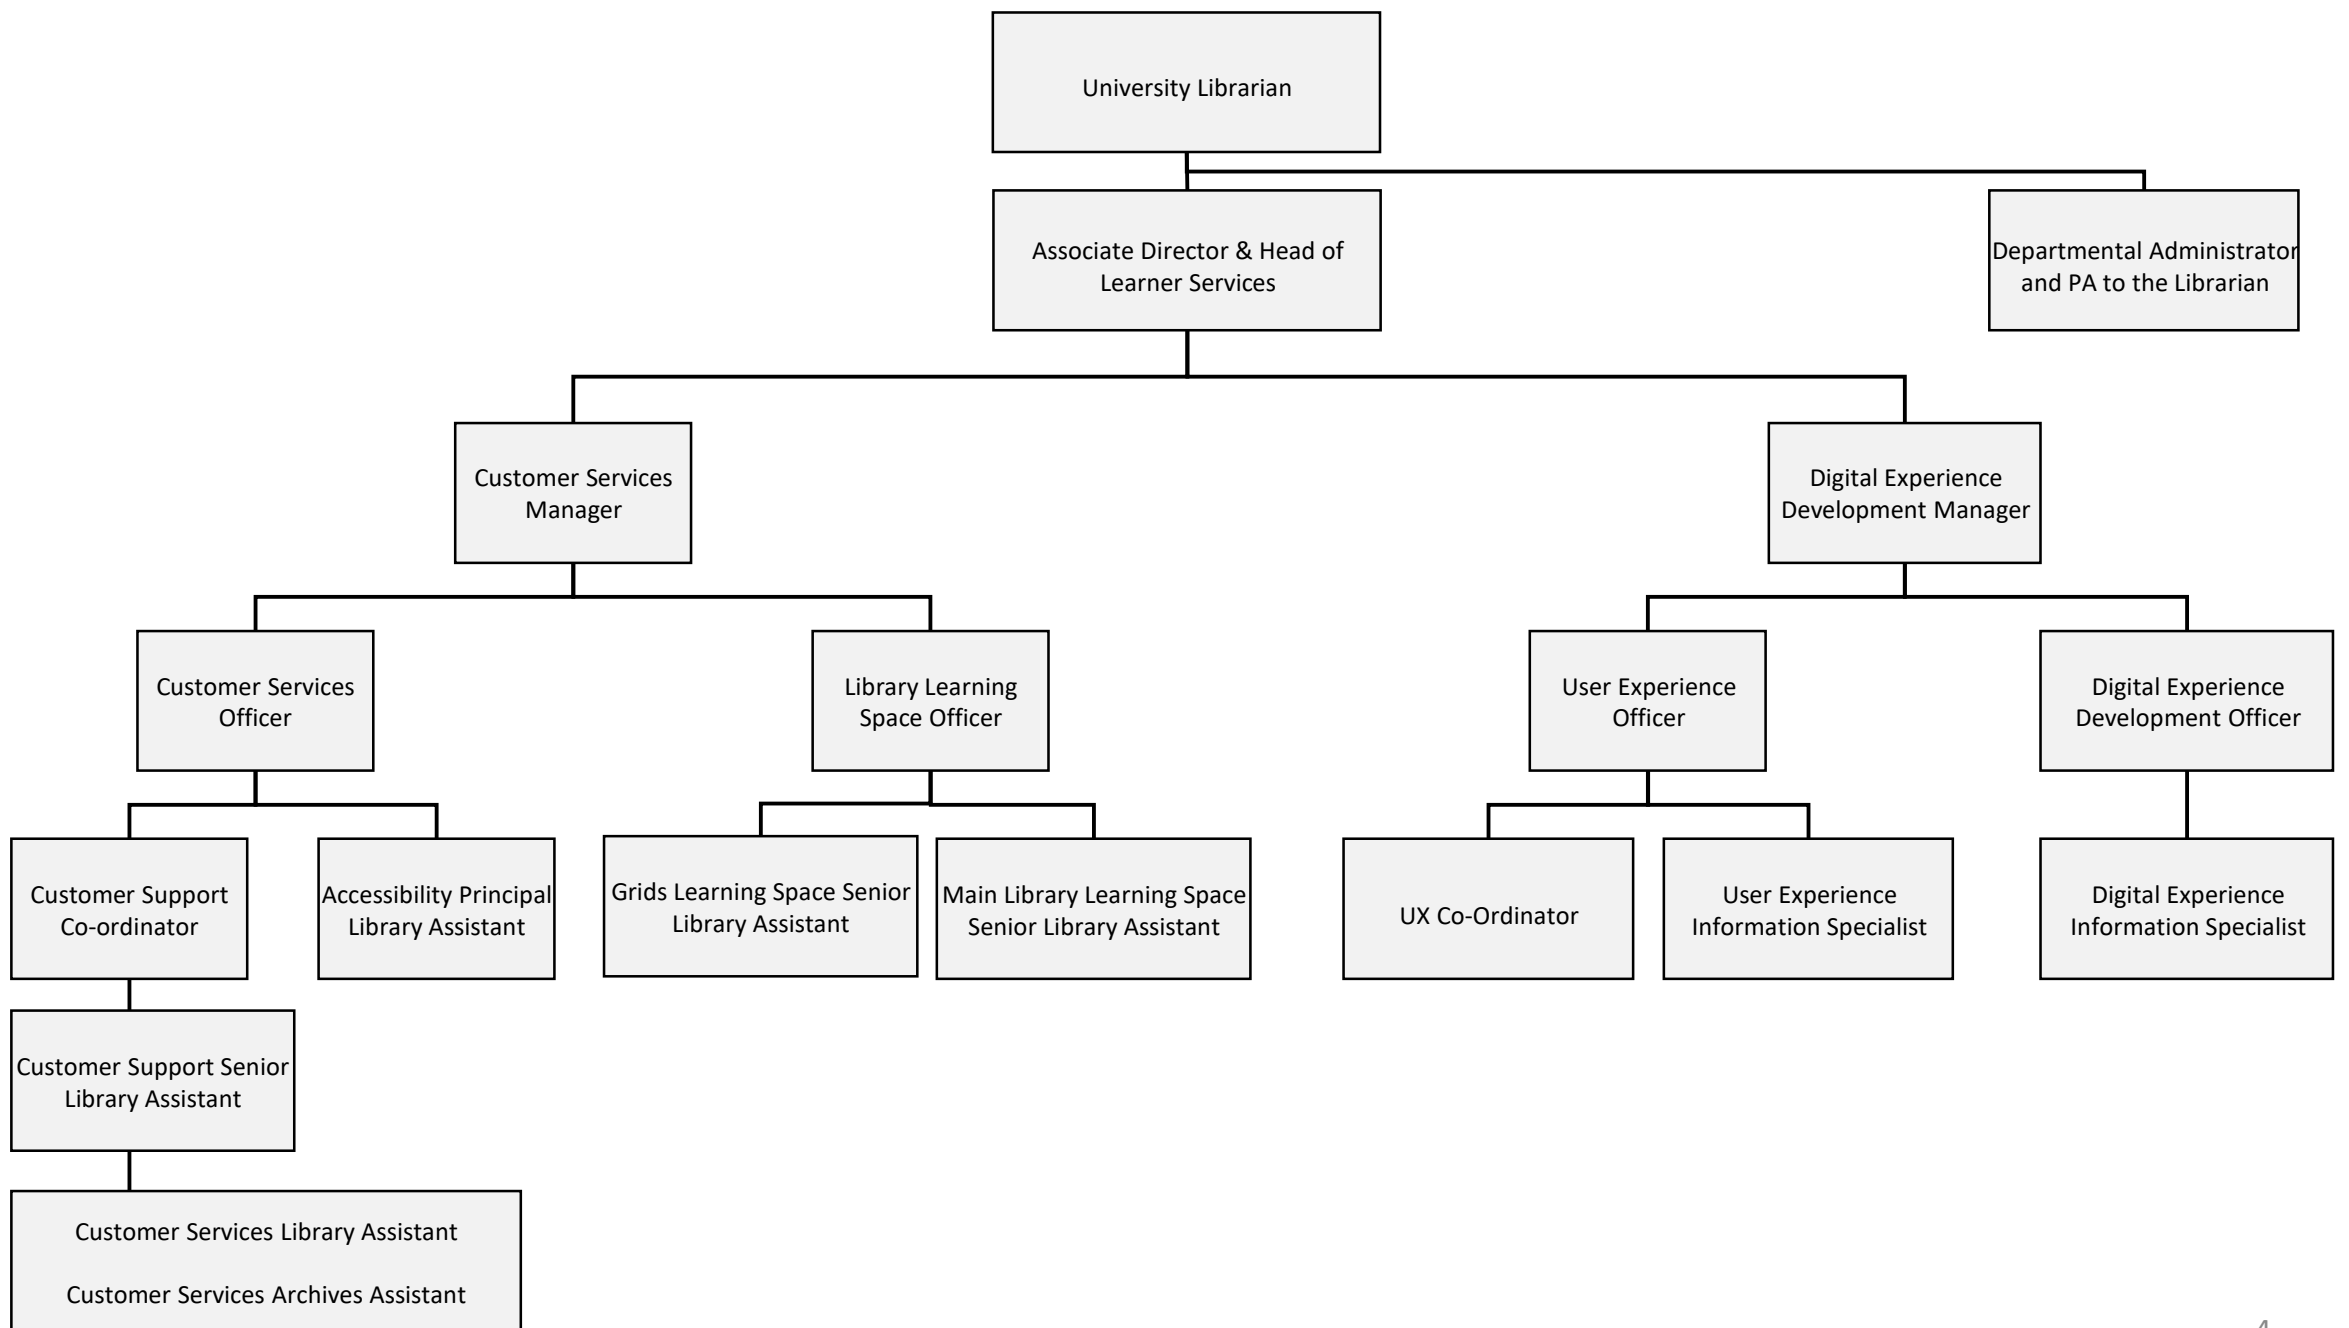 University Librarian
Associate Director & Head of
Learner Services
Departmental Administrator
and PA to the Librarian
Customer Services
Manager
Digital Experience
Development Manager
Customer Services
Officer
Library Learning
Space Officer
User Experience
Officer
Digital Experience
Development Officer
Customer Support
Co-ordinator
Accessibility Principal
Library Assistant
Grids Learning Space Senior
Library Assistant
Main Library Learning Space
Senior Library Assistant
UX Co-Ordinator
User Experience
Information Specialist
Digital Experience
Information Specialist
Customer Support Senior
Library Assistant
Customer Services Library Assistant
Customer Services Archives Assistant
4